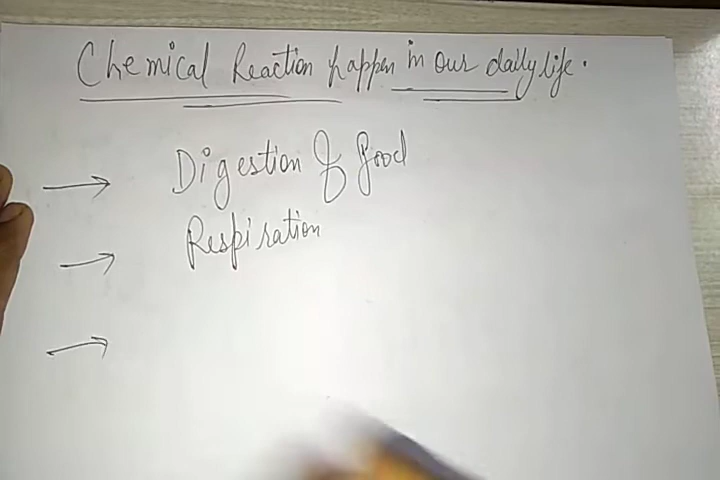 Chemical Reaction happen in our daily life.
→ Digestion of food
→ Respiration
→